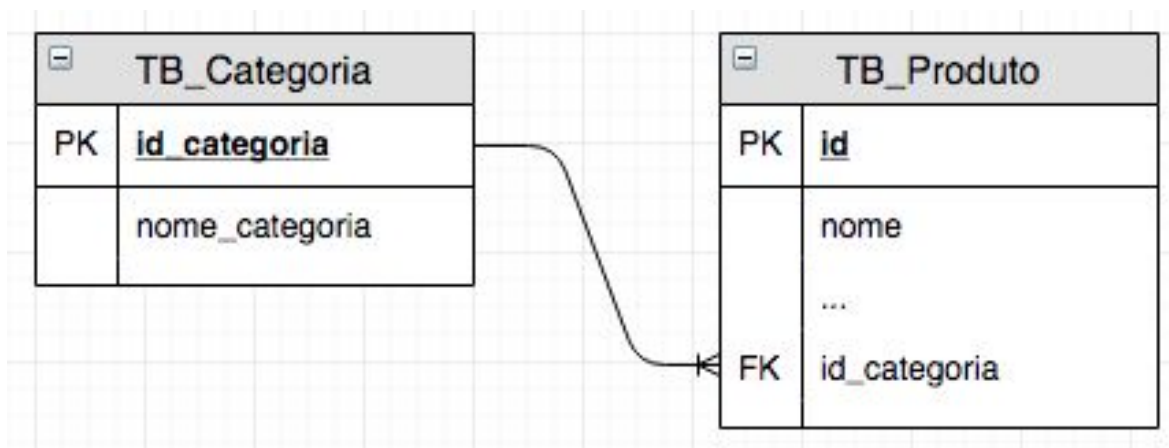 TB_Categoria
PK id_categoria
nome_categoria
TB_Produto
PK id
nome
...
FK id_categoria